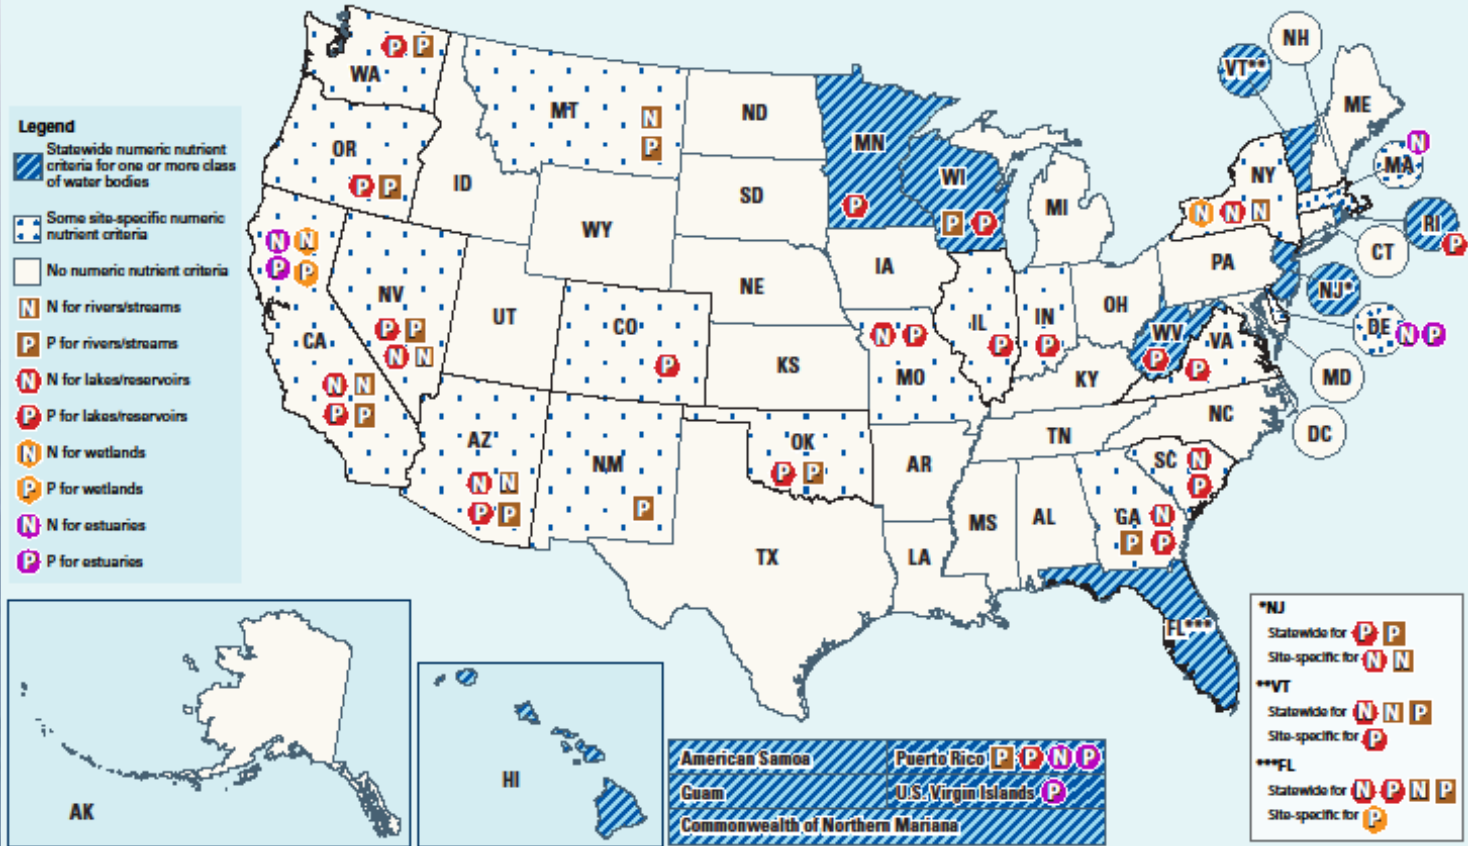 NH
VT**
WA
P P
MT
N
P
ND
MN
P
ME
N
MA
Legend
Statewide numeric nutrient
criteria for one or more class
of water bodies
Some site-specific numeric
nutrient criteria
No numeric nutrient criteria
N N for rivers/streams
P P for rivers/streams
N N for lakes/reservoirs
P P for lakes/reservoirs
N N for wetlands
P P for wetlands
N N for estuaries
P P for estuaries
OR
P P
ID
SD
WI
P P
MI
NY
N N N
RI
P
CT
WY
N N
P P
CA
N N
P P
NV
P P
N N
UT
CO
P
NE
IA
IL
P
IN
P
OH
PA
NJ*
DE
N P
WV
P
VA
P
MD
DC
KS
N P
MO
KY
NC
TN
AZ
N N
P P
NM
P
OK
P P
AR
SC N
P
MS
AL
GA N
P P
TX
LA
FL***
AK
HI
American Samoa
Puerto Rico P P N P
Guam
U.S. Virgin Islands P
Commonwealth of Northern Mariana
*NJ
Statewide for P P
Site-specific for N N
**VT
Statewide for N N P
Site-specific for P
***FL
Statewide for N P N P
Site-specific for P